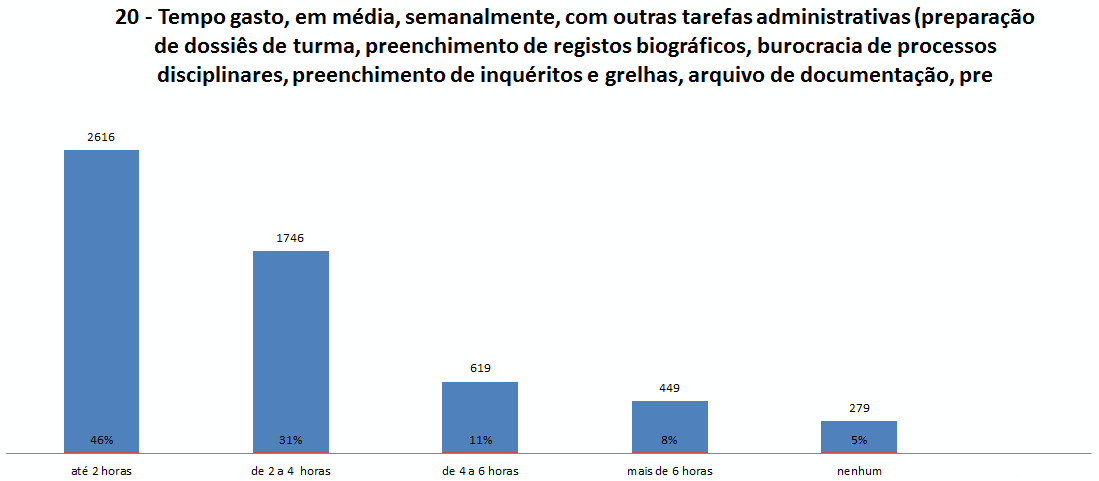 20 - Tempo gasto, em média, semanalmente, com outras tarefas administrativas (preparação
de dossiês de turma, preenchimento de registos biográficos, burocracia de processos
disciplinares, preenchimento de inquéritos e grelhas, arquivo de documentação, pre
2616
1746
619
449
279
46%
31%
11%
8%
5%
até 2 horas
de 2 a 4 horas
de 4 a 6 horas
mais de 6 horas
nenhum